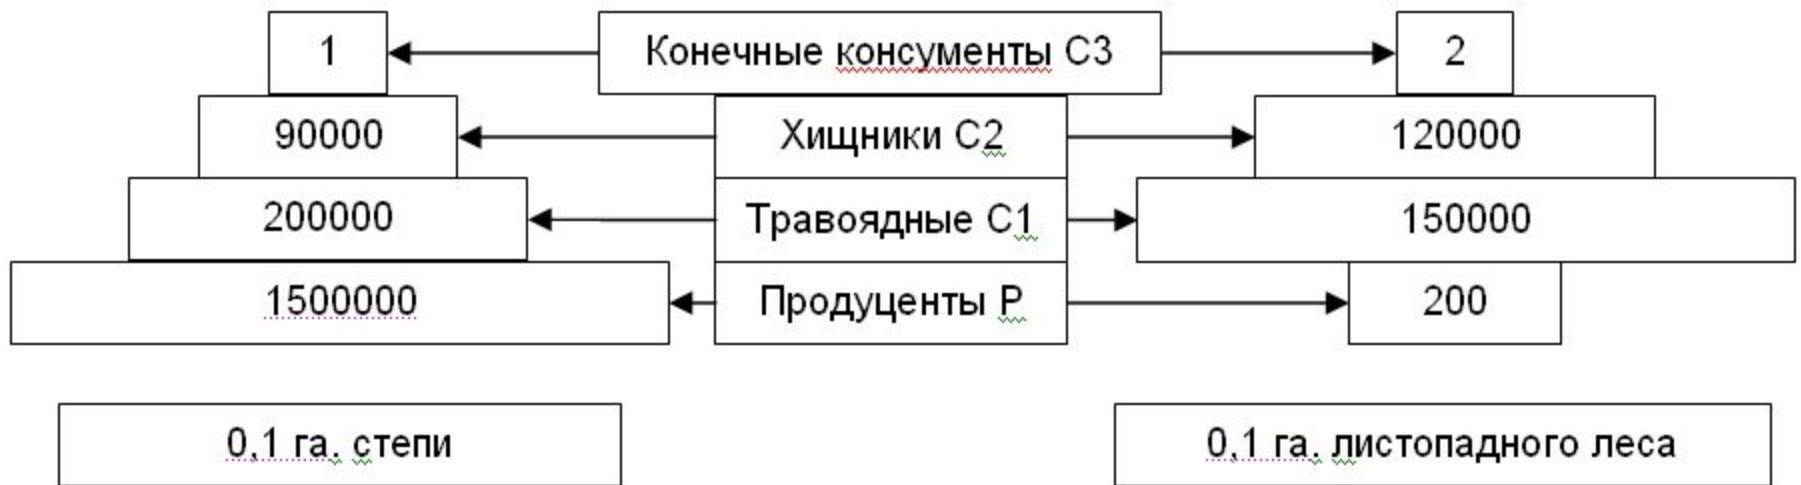 1 Конечные консументы С3 2
90000 Хищники С2 120000
200000 Травоядные С1 150000
1500000 Продуценты Р 200
0,1 га. степи 0,1 га. листопадного леса